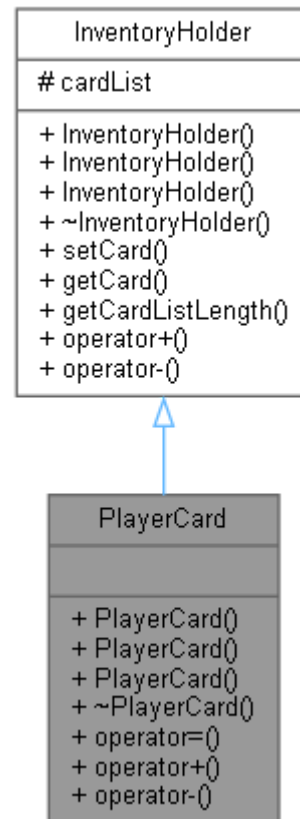 InventoryHolder
# cardList
+ InventoryHolder()
+ InventoryHolder()
+ InventoryHolder()
+ ~InventoryHolder()
+ setCard()
+ getCard()
+ getCardListLength()
+ operator+()
+ operator-()
PlayerCard
+ PlayerCard()
+ PlayerCard()
+ PlayerCard()
+ ~PlayerCard()
+ operator=()
+ operator+()
+ operator-()